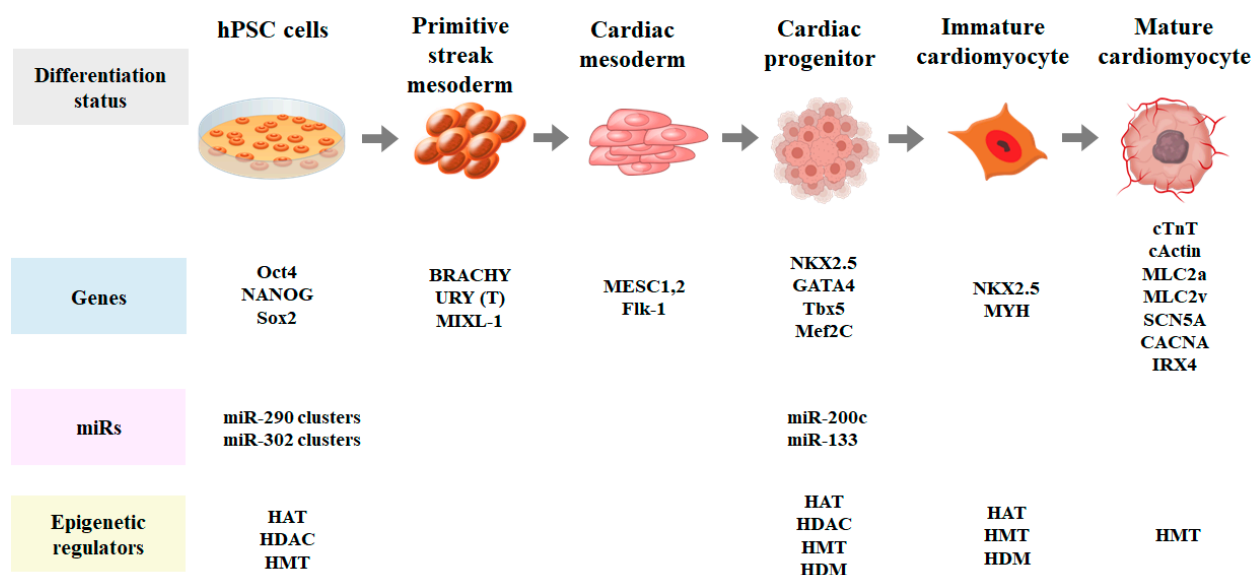 hPSC cells
Primitive
streak
mesoderm
Cardiac
mesoderm
Cardiac
progenitor
Immature
cardiomyocyte
Mature
cardiomyocyte
Differentiation
status
Genes
Oct4
NANOG
Sox2
BRACHY
URY (T)
MIXL-1
MESC1,2
Flk-1
NKX2.5
GATA4
Tbx5
Mef2C
NKX2.5
MYH
cTnT
cActin
MLC2a
MLC2v
SCN5A
CACNA
IRX4
miRs
miR-290 clusters
miR-302 clusters
miR-200c
miR-133
Epigenetic
regulators
HAT
HDAC
HMT
HAT
HDAC
HMT
HDM
HAT
HMT
HDM
HMT